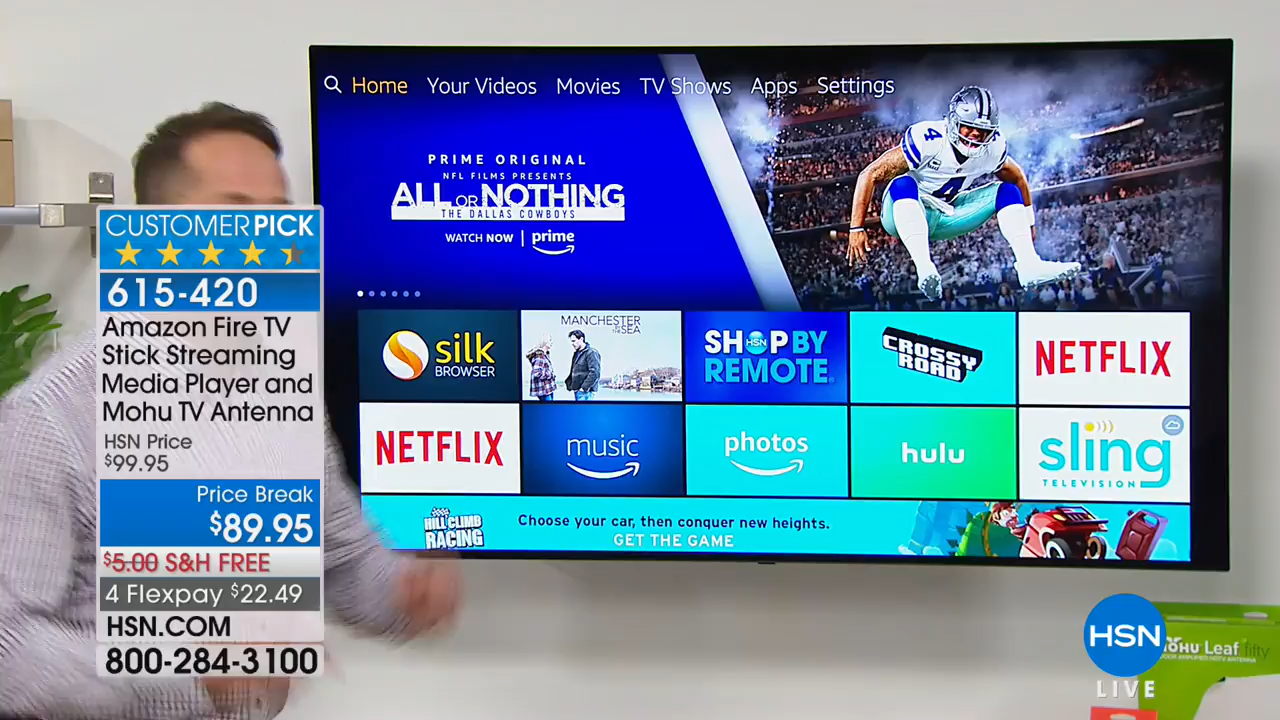 CUSTOMER PICK
615-420
Amazon Fire TV
Stick Streaming
Media Player and
Mohu TV Antenna
HSN Price
$99.95
Price Break
$89.95
$5.00 S&H FREE
4 Flexpay $22.49
HSN.COM
800-284-3100
Home Your Videos Movies TV Shows Apps Settings
PRIME ORIGINAL
NFL FILMS PRESENTS
ALL OR NOTHING
THE DALLAS COWBOYS
WATCH NOW | prime
4
4
silk
BROWSER
MANCHESTER
BY THE SEA
SHOP BY
HSN
REMOTE
CROSSY
ROAD
NETFLIX
NETFLIX
music
photos
hulu
sling
TELEVISION
HILL CLIMB
RACING
Choose your car, then conquer new heights.
GET THE GAME
HSN
LIVE
MOHU Leaf fifty